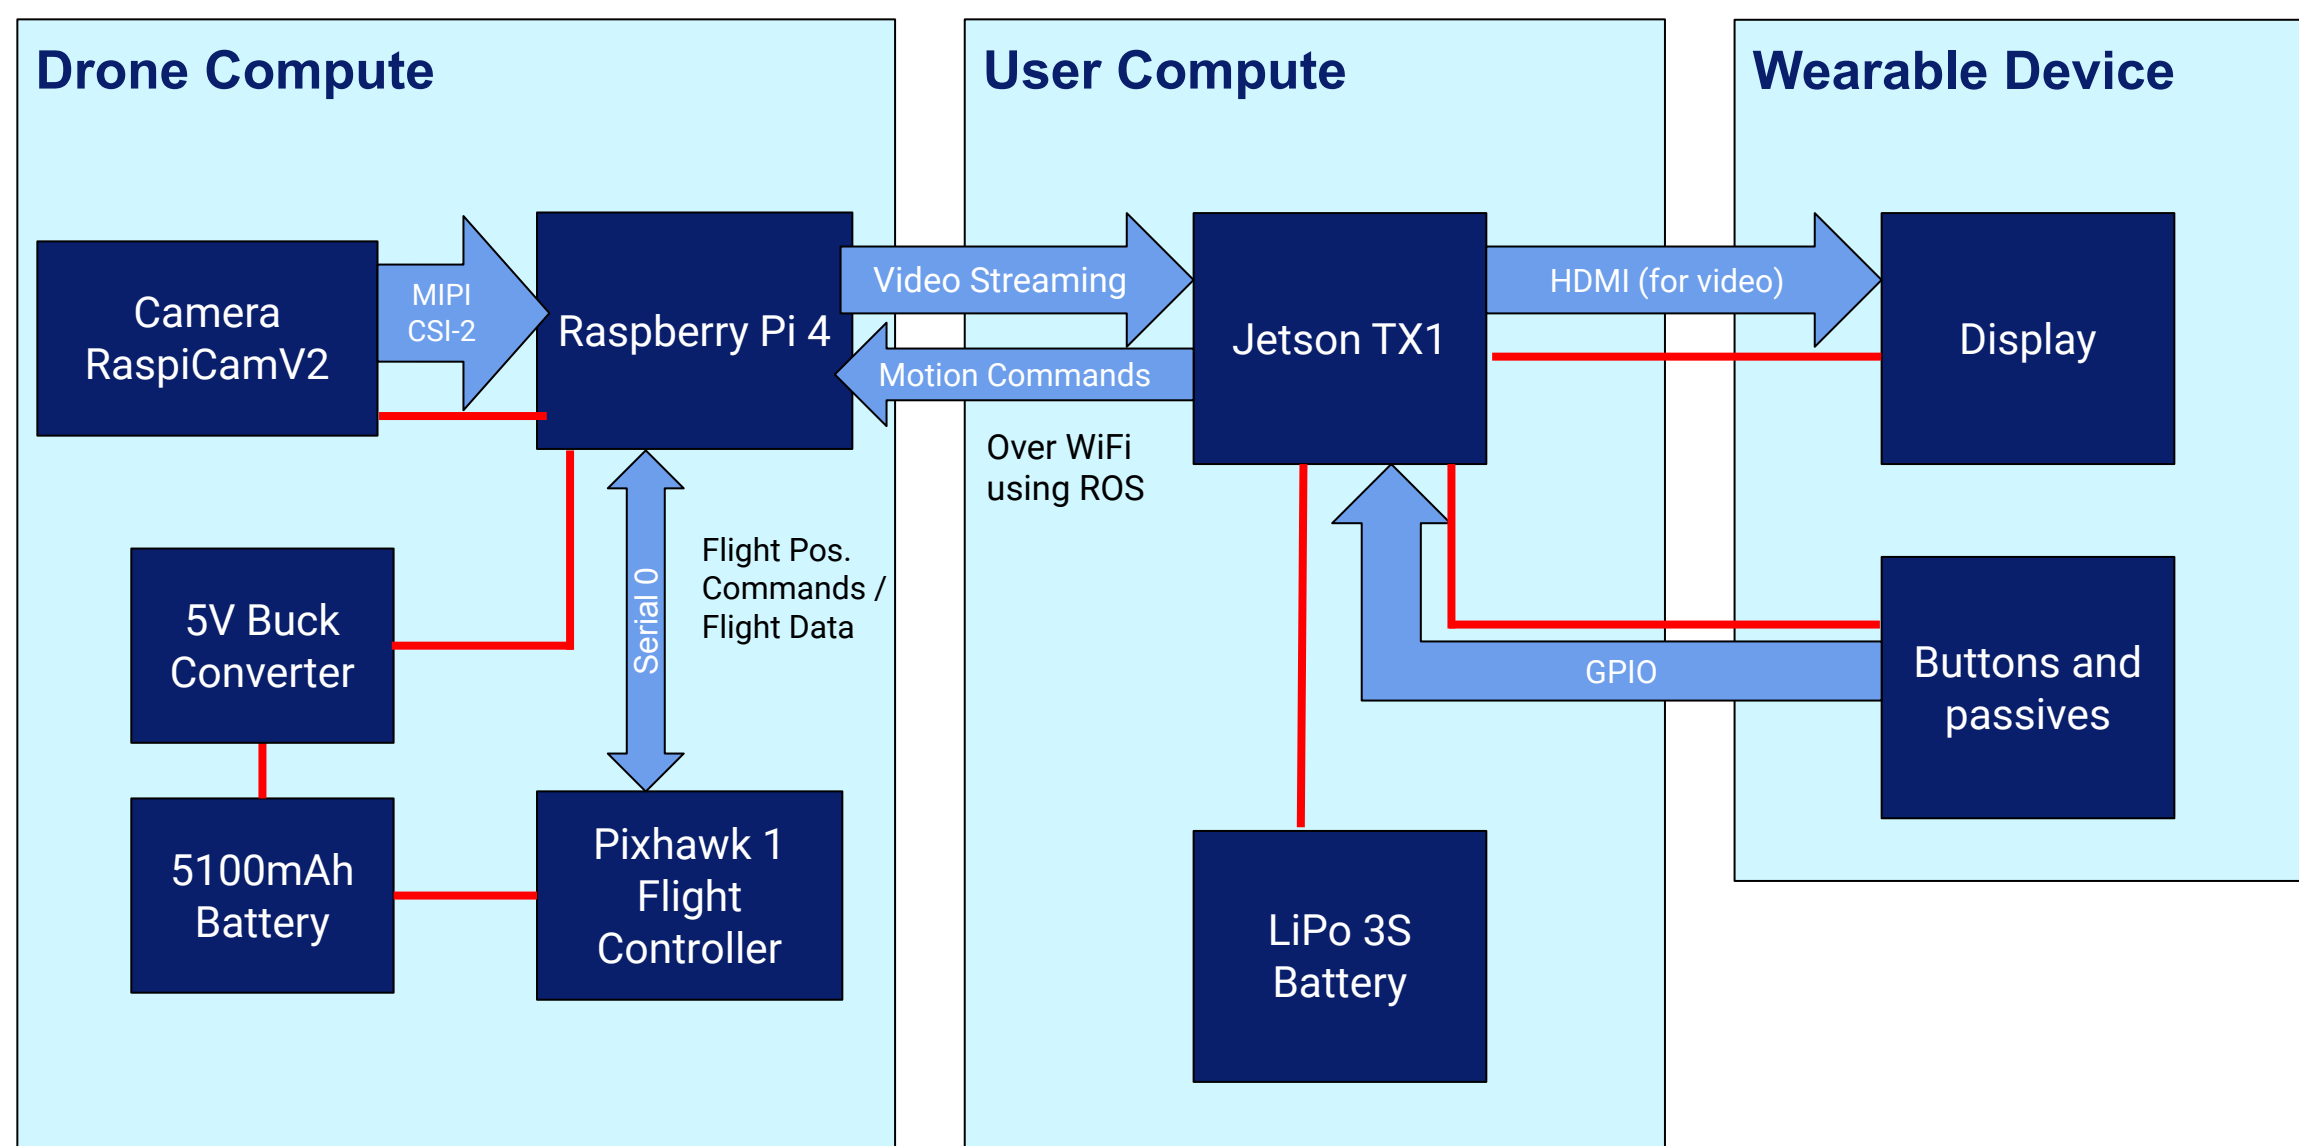 Drone Compute
Camera
RaspiCamV2
MIPI
CSI-2
Raspberry Pi 4
5V Buck
Converter
Serial 0
Flight Pos.
Commands /
Flight Data
5100mAh
Battery
Pixhawk 1
Flight
Controller
User Compute
Video Streaming
Motion Commands
Over WiFi
using ROS
Jetson TX1
HDMI (for video)
GPIO
LiPo 3S
Battery
Wearable Device
Display
Buttons and
passives